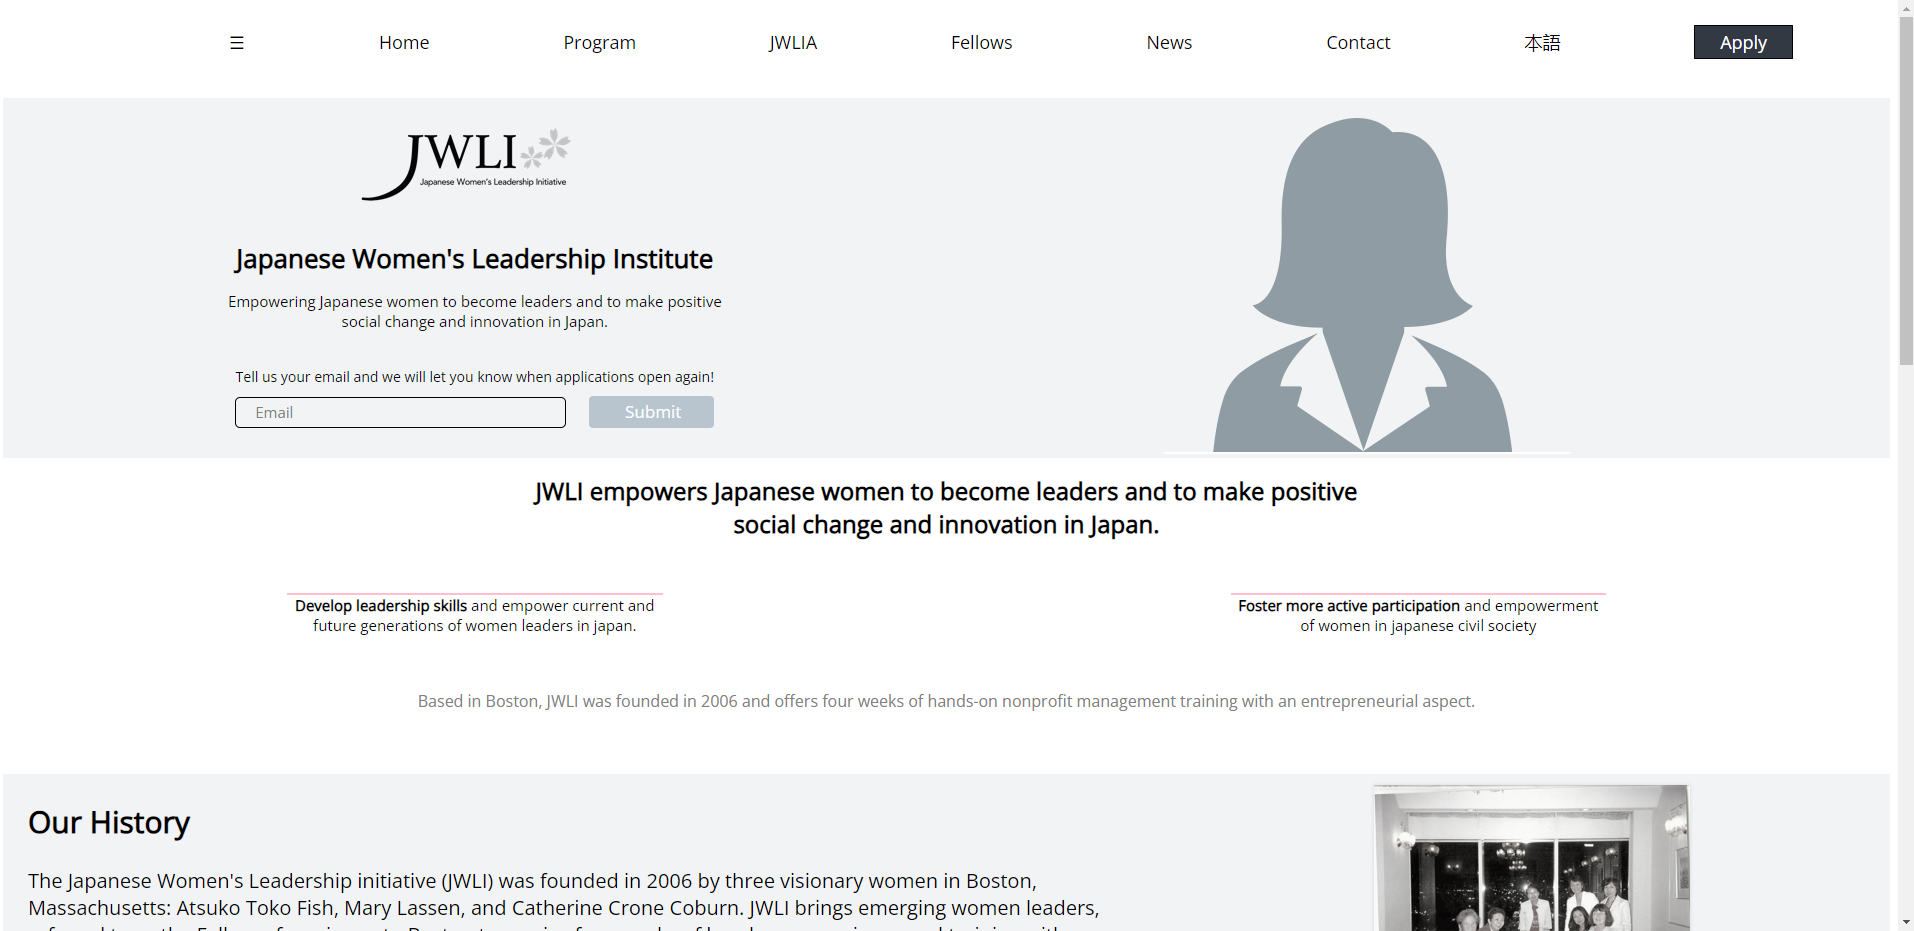 ☰ Home Program JWLIA Fellows News Contact 本語 Apply
JWLI
Japanese Women's Leadership Initiative
Japanese Women's Leadership Institute
Empowering Japanese women to become leaders and to make positive
social change and innovation in Japan.
Tell us your email and we will let you know when applications open again!
Email Submit
JWLI empowers Japanese women to become leaders and to make positive
social change and innovation in Japan.
Develop leadership skills and empower current and
future generations of women leaders in japan.
Foster more active participation and empowerment
of women in japanese civil society
Based in Boston, JWLI was founded in 2006 and offers four weeks of hands-on nonprofit management training with an entrepreneurial aspect.
Our History
The Japanese Women's Leadership initiative (JWLI) was founded in 2006 by three visionary women in Boston,
Massachusetts: Atsuko Toko Fish, Mary Lassen, and Catherine Crone Coburn. JWLI brings emerging women leaders,